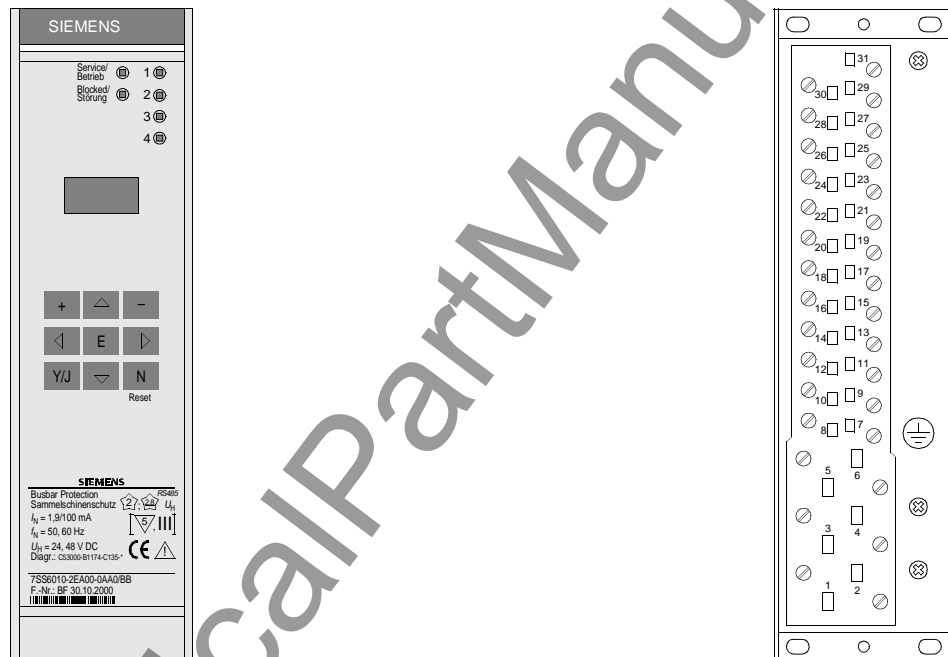 SIEMENS
Service/
Betrieb
1
Blocked/
Störung
2
3
4
+
−
E
Y/J
N
Reset
SIEMENS
Busbar Protection
RS485
Sammelschinenschutz
2 , 2.8 UH
IN = 1,9/100 mA
5 ,
fN = 50, 60 Hz
UH = 24, 48 V DC
CE
!
Diagr.: C53000-B1174-C135-*
7SS6010-2EA00-0AA0/BB
F.-Nr.: BF 30.10.2000
calPartManu
31
30
29
28
27
26
25
24
23
22
21
20
19
18
17
16
15
14
13
12
11
10
9
8
7
5
6
3
4
1
2